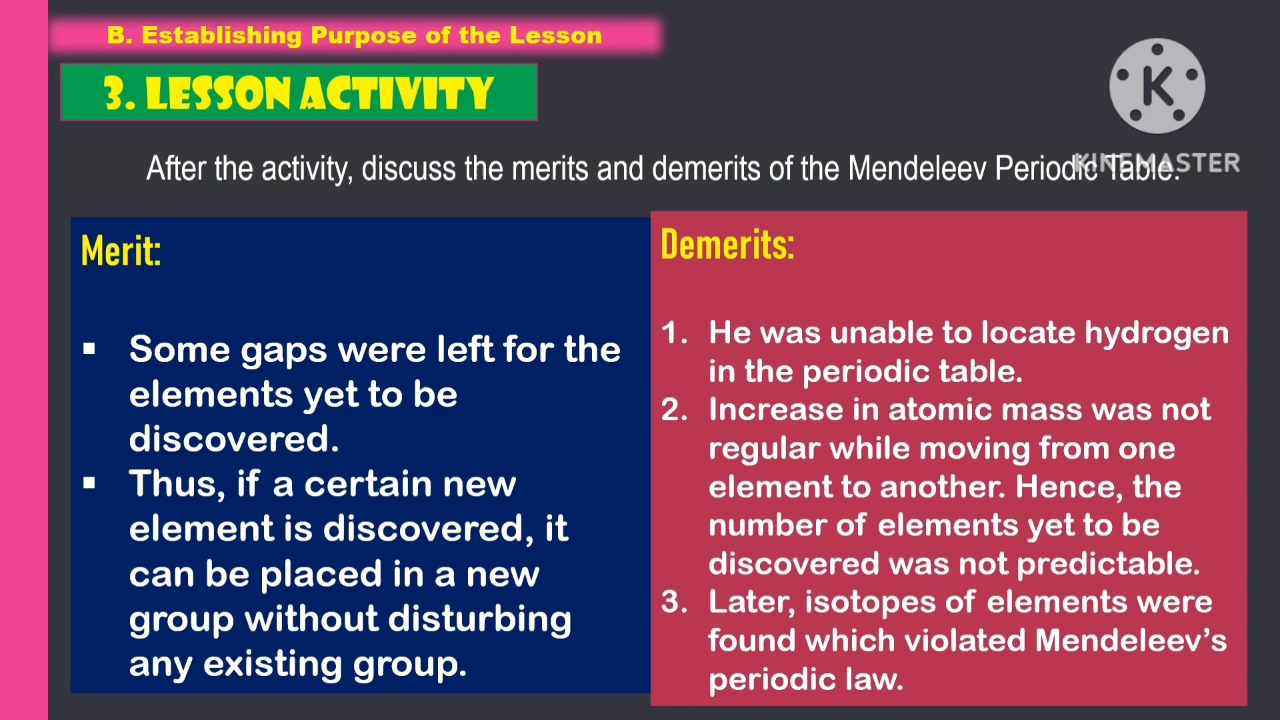 B. Establishing Purpose of the Lesson
3. LESSON ACTIVITY
K
KINEMASTER
After the activity, discuss the merits and demerits of the Mendeleev Periodic Table.
Merit:
▪ Some gaps were left for the
elements yet to be
discovered.
▪ Thus, if a certain new
element is discovered, it
can be placed in a new
group without disturbing
any existing group.
Demerits:
1. He was unable to locate hydrogen
in the periodic table.
2. Increase in atomic mass was not
regular while moving from one
element to another. Hence, the
number of elements yet to be
discovered was not predictable.
3. Later, isotopes of elements were
found which violated Mendeleev's
periodic law.